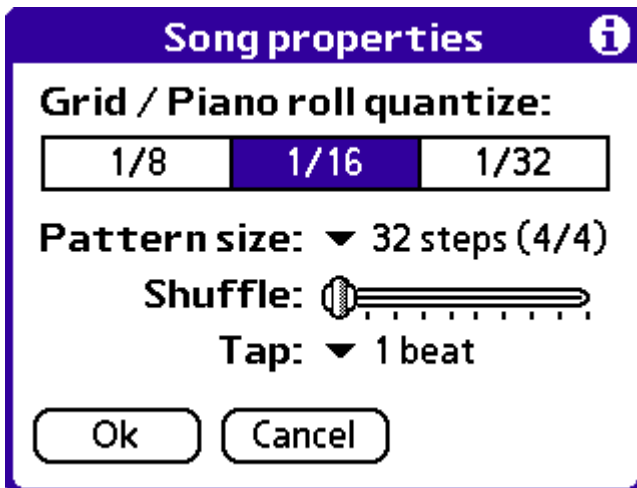 Song properties
Grid / Piano roll quantize:
1/8 1/16 1/32
Pattern size: 32 steps (4/4)
Shuffle:
Tap: 1 beat
Ok Cancel